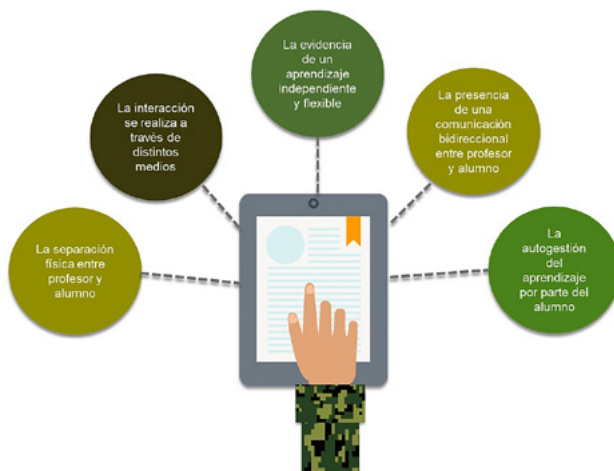 La separación
física entre
profesor y
alumno
La interacción
se realiza a
través de
distintos
medios
La evidencia
de un
aprendizaje
independiente
y flexible
La presencia
de una
comunicación
bidireccional
entre profesor
y alumno
La
autogestión
del
aprendizaje
por parte del
alumno